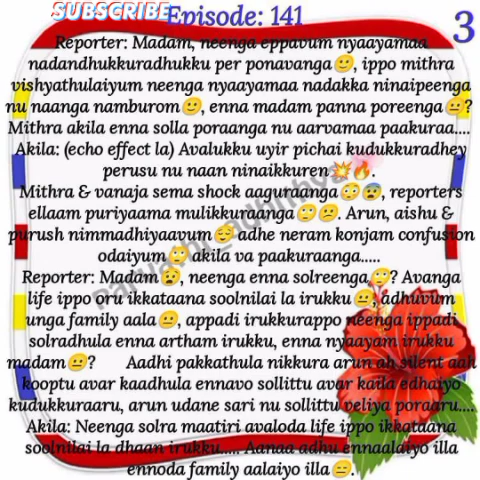 SUBSCRIBE
Episode: 141
3
Reporter: Madam, neenga eppavum nyaayamaa
nadandhukkuradhukku per ponavanga🙂, ippo mithra
vishyathulaiyum neenga nyaayamaa nadakka ninaipeenga
nu naanga namburom🙂, enna madam panna poreenga😐?
Mithra akila enna solla poraanga nu aarvamaa paakuraa....
Akila: (echo effect la) Avalukku uyir pichai kudukkuradhey
perusu nu naan ninaikkuren💥🔥.
Mithra & vanaja sema shock aaguraanga😳😨, reporters
ellaam puriyaama mulikkuraanga🙄😕. Arun, aishu &
purush nimmadhiyaavum😌 adhe neram konjam confusion
odaiyum🙄 akila va paakuraanga.....
Reporter: Madam😧, neenga enna solreenga🙄? Avanga
life ippo oru ikkataana soolnilai la irukku😐, adhuvum
unga family aala😐, appadi irukkurappo neenga ippadi
solradhula enna artham irukku, enna nyaayam irukku
madam😐? Aadhi pakkathula nikkura arun ah silent aah
kooptu avar kaadhula ennavo sollittu avar kaila edhaiyo
kudukkuraaru, arun udane sari nu sollittu veliya poraaru....
Akila: Neenga solra maatiri avaloda life ippo ikkataana
soolnilai la dhaan irukku..... Aanaa adhu ennaalaiyo illa
ennoda family aalaiyo illa😑.